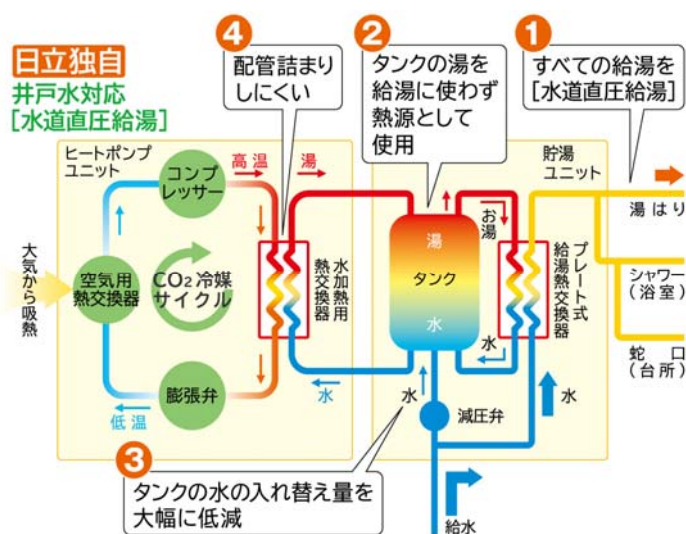 日立独自
井戸水対応
[水道直圧給湯]
4
配管詰まり
しにくい
2
タンクの湯を
給湯に使わず
熱源として
使用
1
すべての給湯を
[水道直圧給湯]
ヒートポンプ
ユニット
コンプ
レッサー
高温
湯
貯湯
ユニット
湯はり
大気から吸熱
空気用
熱交換器
CO2冷媒
サイクル
水加熱用
熱交換器
湯
タンク
水
お湯
プレート式
給湯熱交換器
シャワー
(浴室)
蛇口
(台所)
膨張弁
低温
水
水
水
減圧弁
水
3
タンクの水の入れ替え量を
大幅に低減
給水